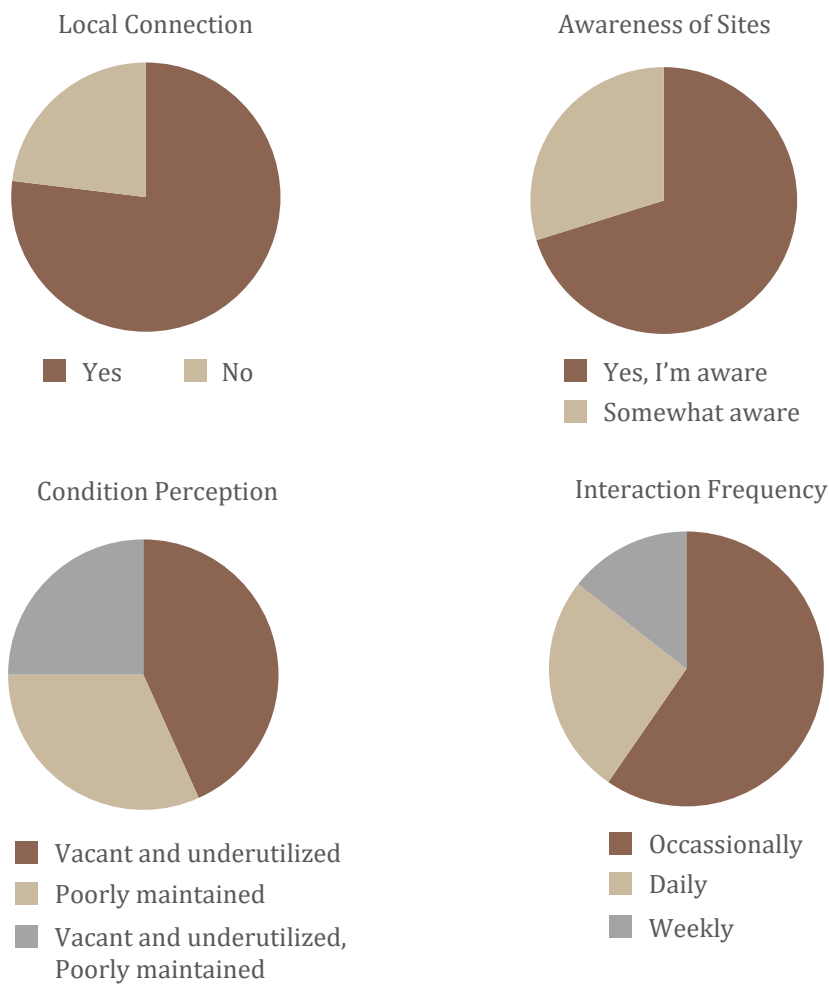 Local Connection
Yes
No
Awareness of Sites
Yes, I’m aware
Somewhat aware
Condition Perception
Vacant and underutilized
Poorly maintained
Vacant and underutilized,
Poorly maintained
Interaction Frequency
Occassionally
Daily
Weekly